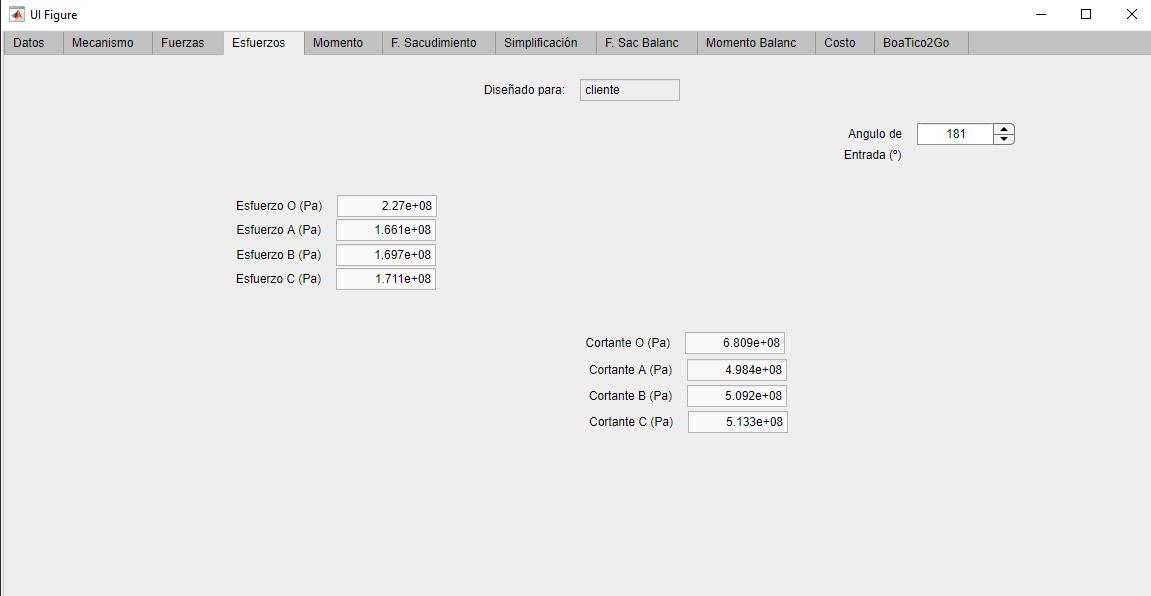 UI Figure
Datos Mecanismo Fuerzas Esfuerzos Momento F. Sacudimiento Simplificación F. Sac Balanc Momento Balanc Costo BoaTico2Go
Diseñado para: cliente
Angulo de 181
Entrada (º)
Esfuerzo O (Pa) 2.27e+08
Esfuerzo A (Pa) 1.661e+08
Esfuerzo B (Pa) 1.697e+08
Esfuerzo C (Pa) 1.711e+08
Cortante O (Pa) 6.809e+08
Cortante A (Pa) 4.984e+08
Cortante B (Pa) 5.092e+08
Cortante C (Pa) 5.133e+08